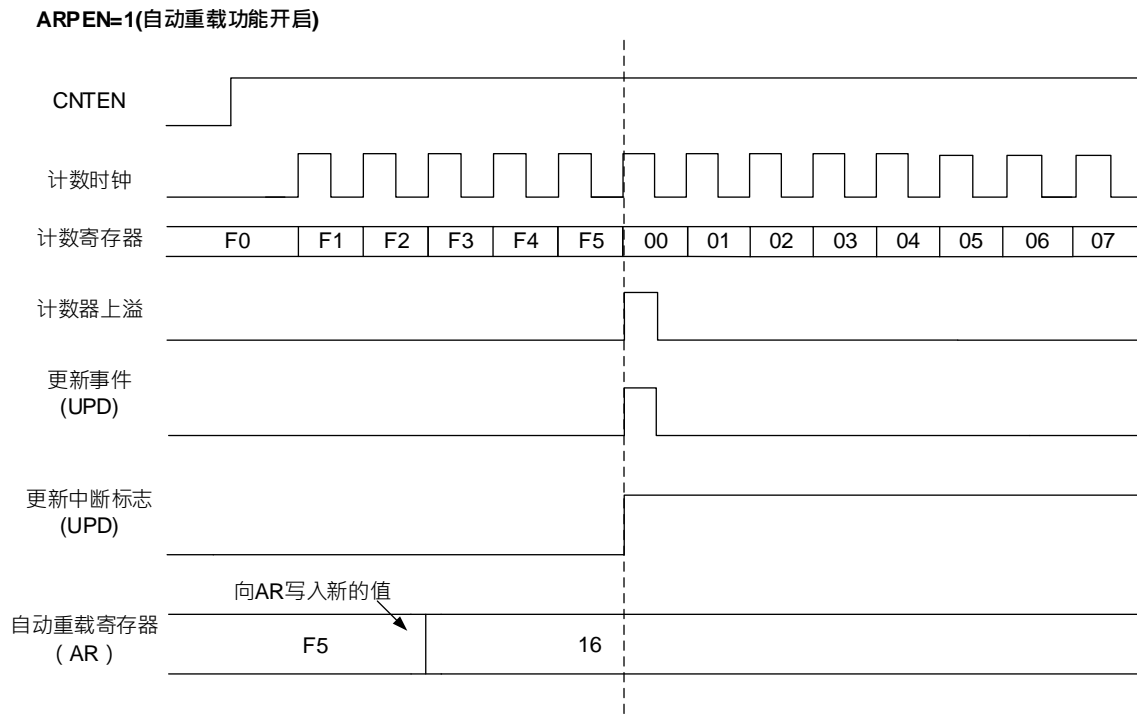 ARPEN=1(自动重载功能开启)
CNTEN
计数时钟
计数寄存器
F0 F1 F2 F3 F4 F5 00 01 02 03 04 05 06 07
计数器上溢
更新事件
(UPD)
更新中断标志
(UPD)
向AR写入新的值
自动重载寄存器
( AR )
F5 16